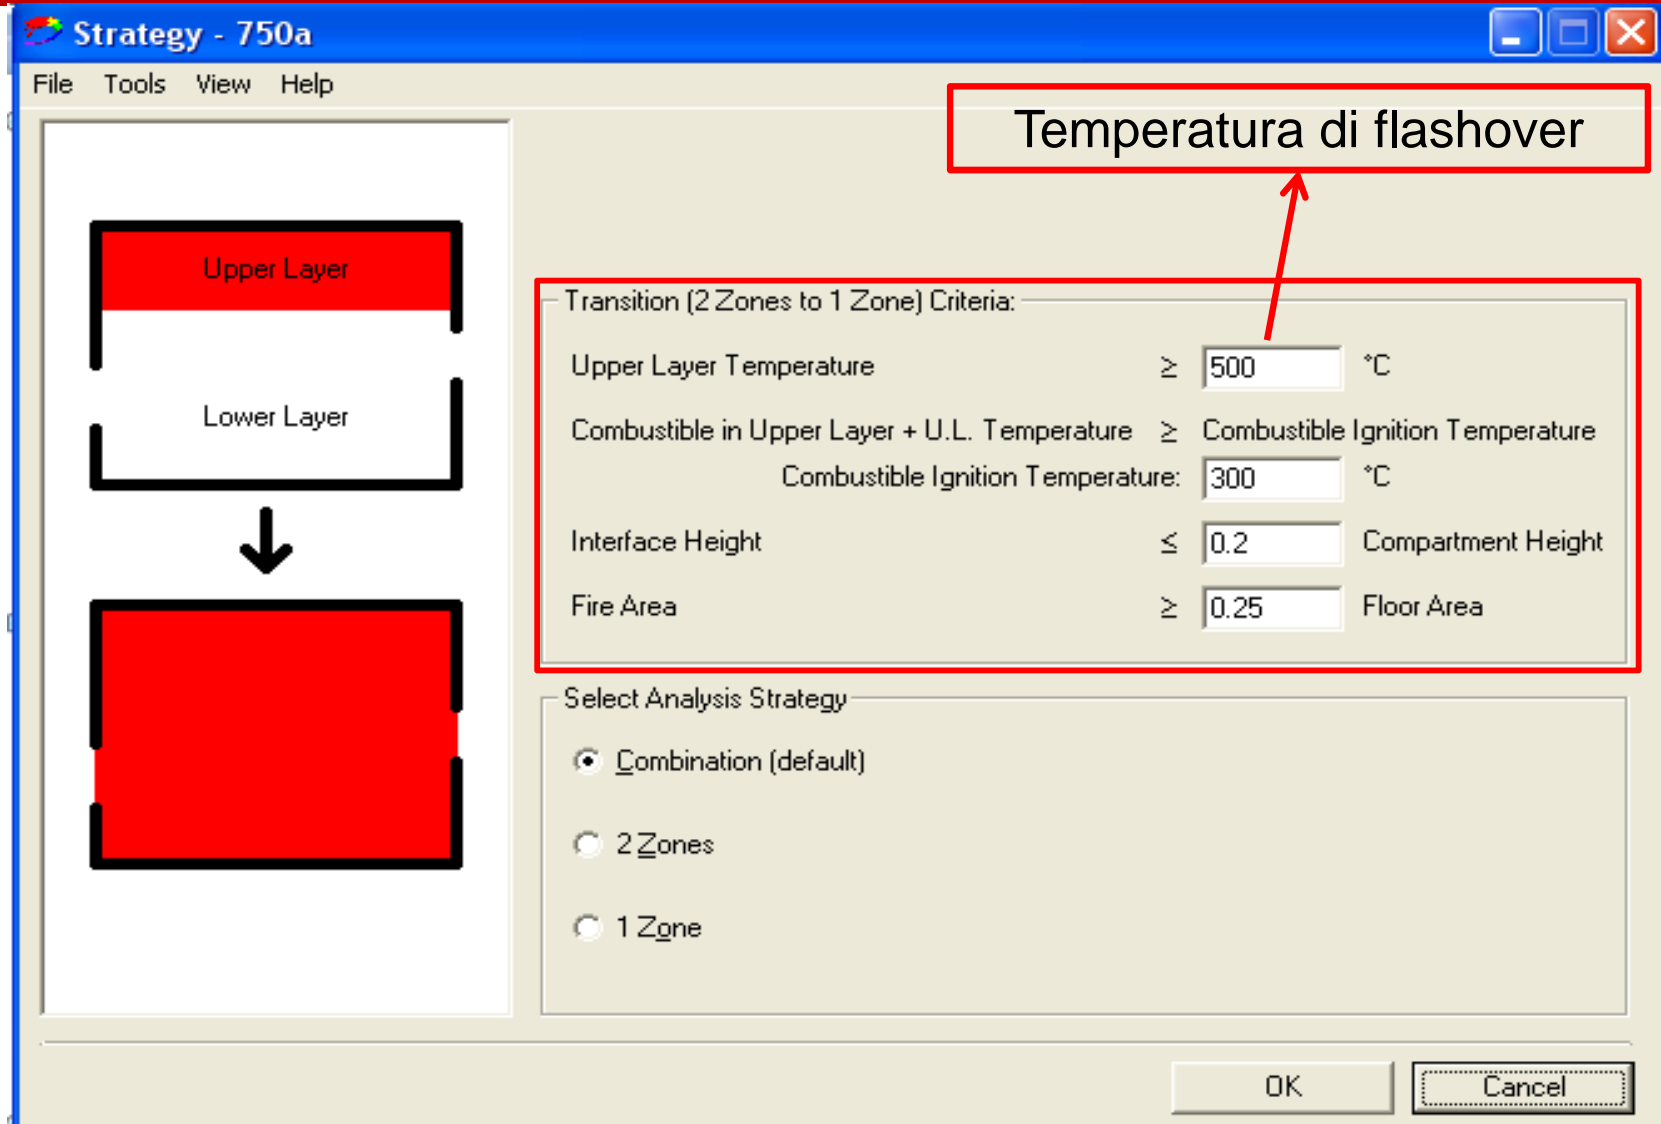 Strategy - 750a
File Tools View Help
Temperatura di flashover
Upper Layer
Lower Layer
Transition (2 Zones to 1 Zone) Criteria:
Upper Layer Temperature ≥ 500 °C
Combustible in Upper Layer + U.L. Temperature ≥ Combustible Ignition Temperature
Combustible Ignition Temperature: 300 °C
Interface Height ≤ 0.2 Compartment Height
Fire Area ≥ 0.25 Floor Area
Select Analysis Strategy
Combination (default)
2 Zones
1 Zone
OK Cancel